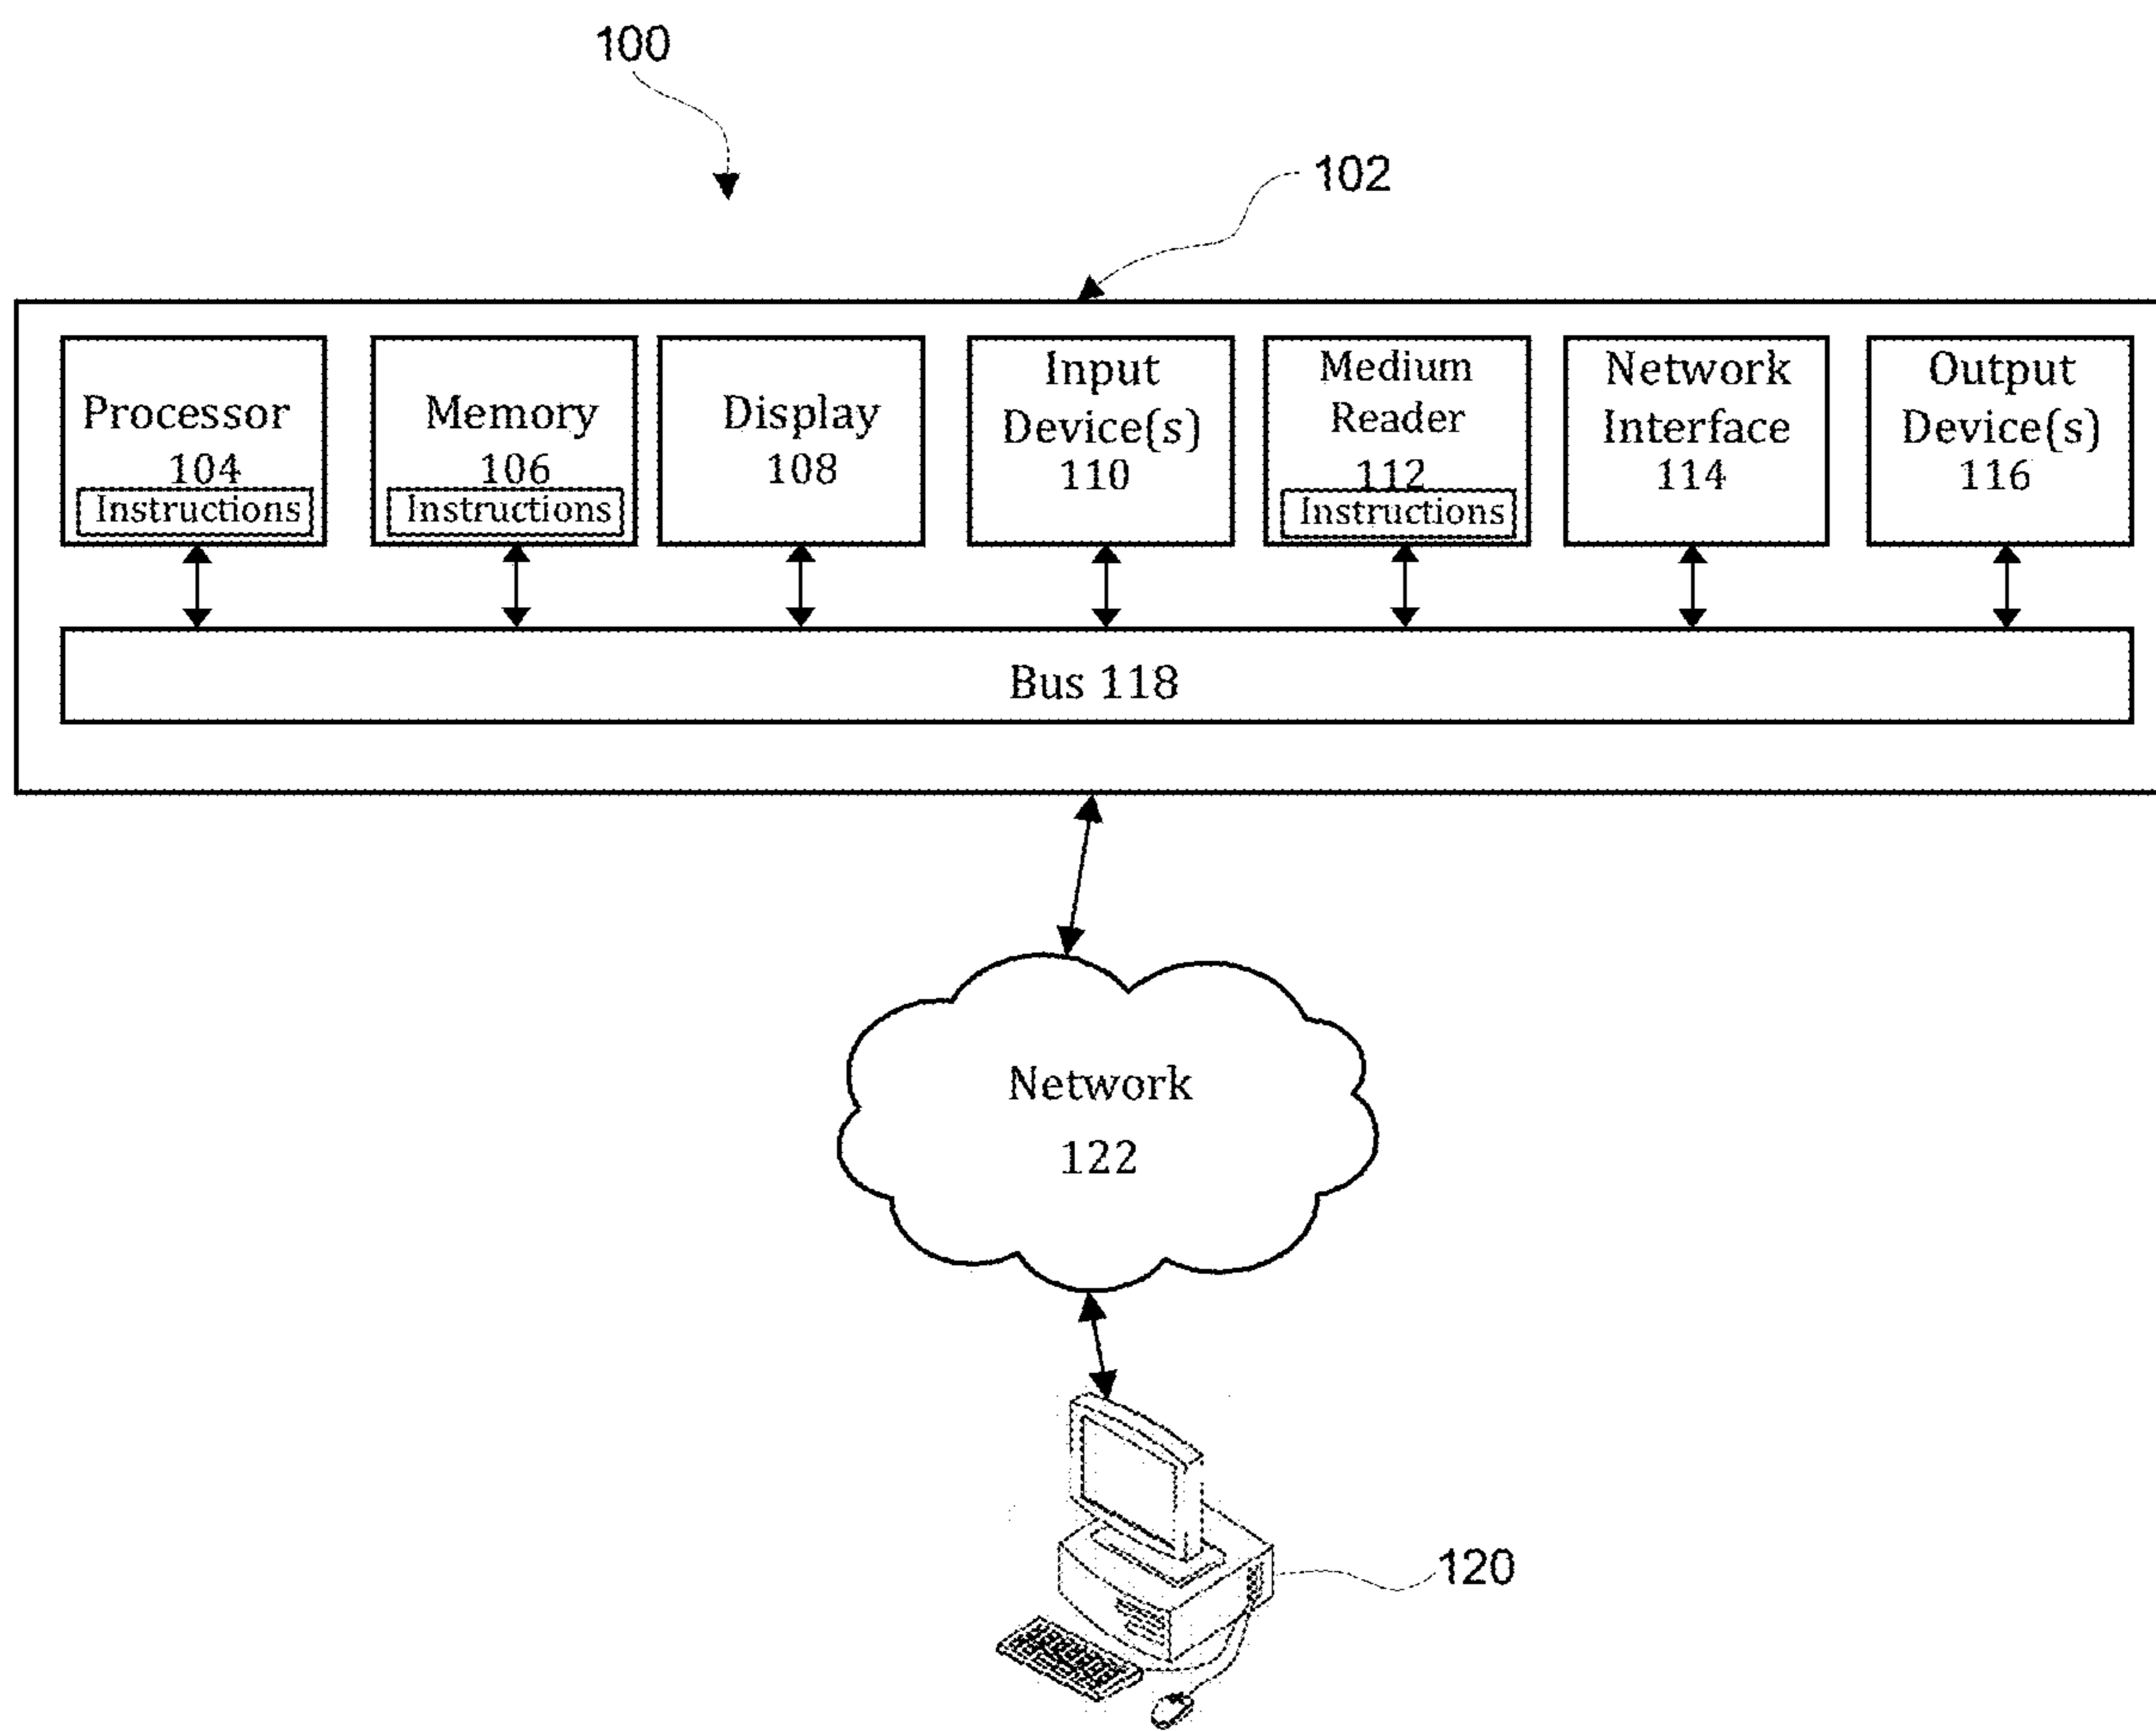 100
102
Processor
104
Instructions
Memory
106
Instructions
Display
108
Input
Device(s)
110
Medium
Reader
112
Instructions
Network
Interface
114
Output
Device(s)
116
Bus 118
Network
122
120